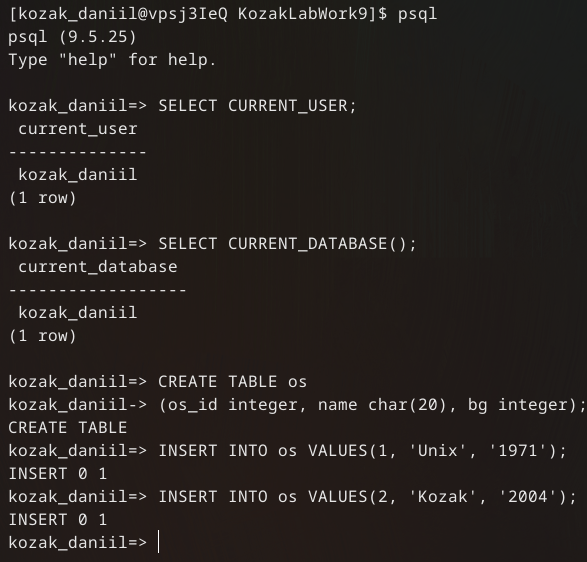 [kozak_daniil@vpsj3IeQ KozakLabWork9]$ psql
psql (9.5.25)
Type "help" for help.

kozak_daniil=> SELECT CURRENT_USER;
 current_user
--------------
 kozak_daniil
(1 row)

kozak_daniil=> SELECT CURRENT_DATABASE();
 current_database
------------------
 kozak_daniil
(1 row)

kozak_daniil=> CREATE TABLE os
kozak_daniil-> (os_id integer, name char(20), bg integer);
CREATE TABLE
kozak_daniil=> INSERT INTO os VALUES(1, 'Unix', '1971');
INSERT 0 1
kozak_daniil=> INSERT INTO os VALUES(2, 'Kozak', '2004');
INSERT 0 1
kozak_daniil=>